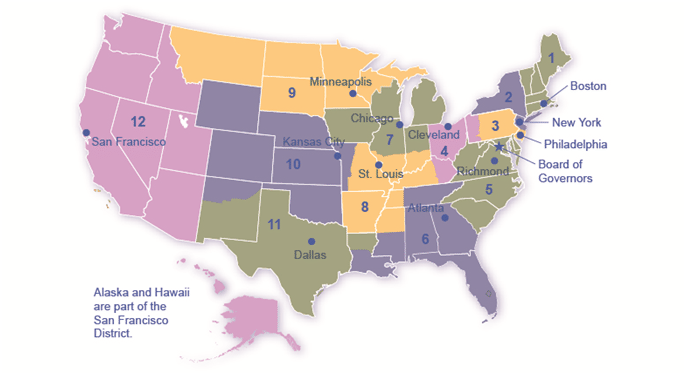 1
Minneapolis
Boston
9
2
Chicago
New York
12
Cleveland
3
San Francisco
Kansas City
7
4
Philadelphia
10
St. Louis
Richmond
Board of
Governors
5
8
Atlanta
11
6
Dallas
Alaska and Hawaii
are part of the
San Francisco
District.